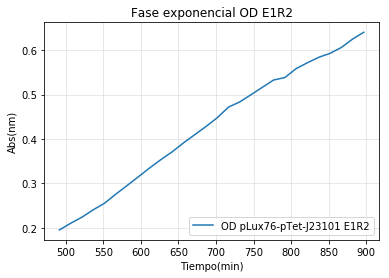 Fase exponencial OD E1R2
Abs(nm)
0.6
0.5
0.4
0.3
0.2
OD pLux76-pTet-J23101 E1R2
500 550 600 650 700 750 800 850 900
Tiempo(min)